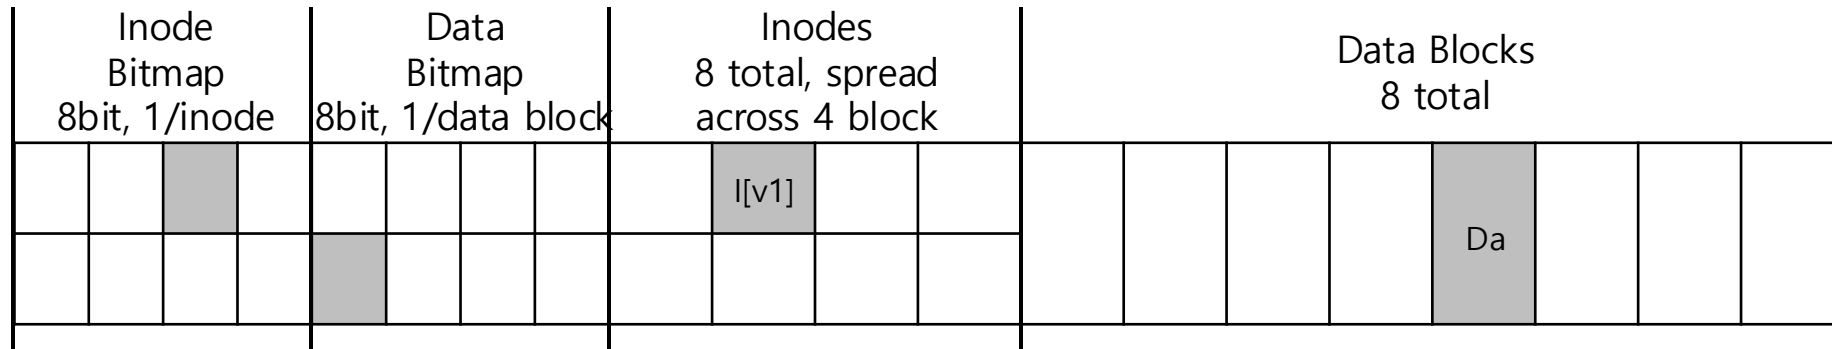 Inode
Bitmap
8bit, 1/inode
Data
Bitmap
8bit, 1/data block
Inodes
8 total, spread
across 4 block
Data Blocks
8 total
I[v1]
Da